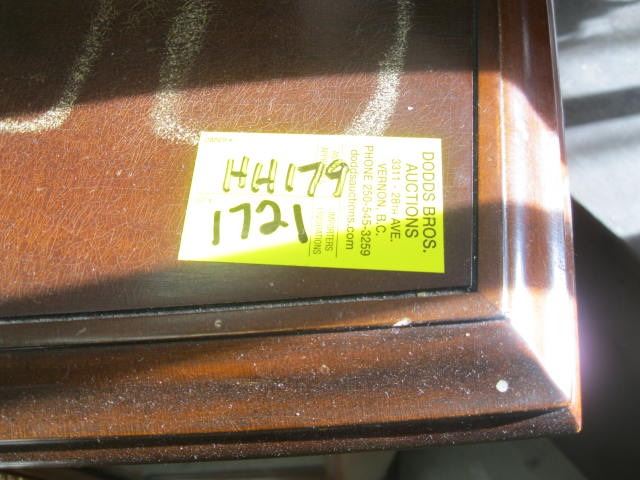 HH179
1721
DODDS BROS.
AUCTIONS
3311 - 28TH AVE.
VERNON, B.C.
PHONE 250-545-3259
doddsauctions.com